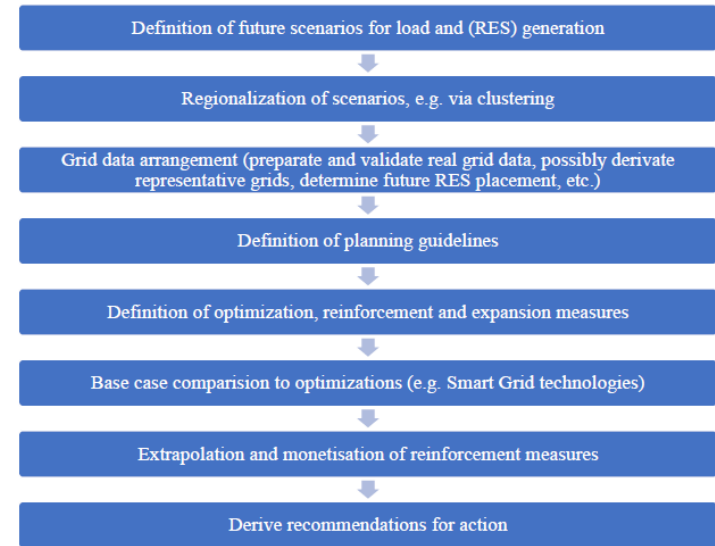 Definition of future scenarios for load and (RES) generation
Regionalization of scenarios, e.g. via clustering
Grid data arrangement (preparate and validate real grid data, possibly derivate
representative grids, determine future RES placement, etc.)
Definition of planning guidelines
Definition of optimization, reinforcement and expansion measures
Base case comparision to optimizations (e.g. Smart Grid technologies)
Extrapolation and monetisation of reinforcement measures
Derive recommendations for action